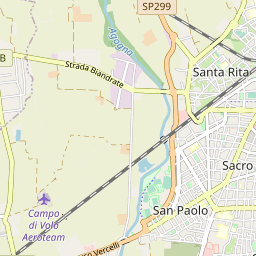 SP299
Agogna
Strada Biandrate
Santa Rita
B
Sacro
Campo
di Volo
Aeroteam
San Paolo
Vercelli